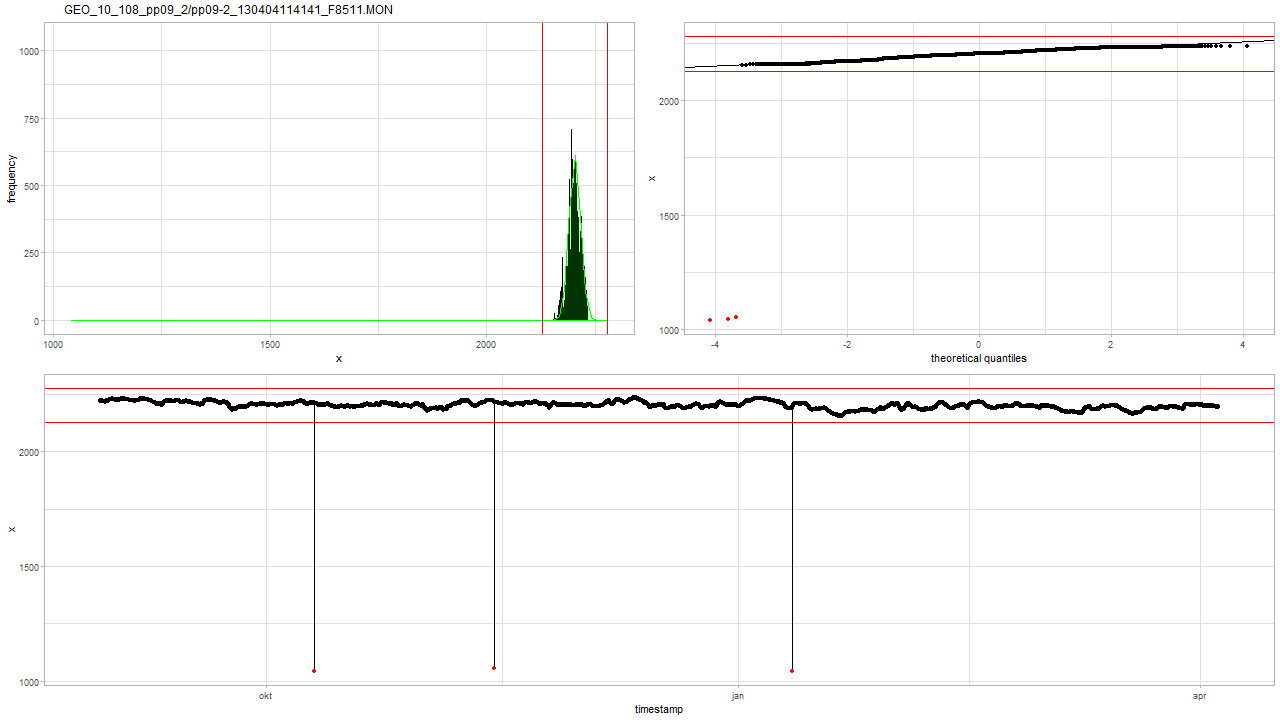 GEO_10_108_pp09_2/pp09-2_130404114141_F8511.MON
frequency
1000
750
500
250
0
1000
1500
2000
x
x
2000
1500
1000
-4
-2
0
2
4
theoretical quantiles
x
2000
1500
1000
okt
jan
apr
timestamp